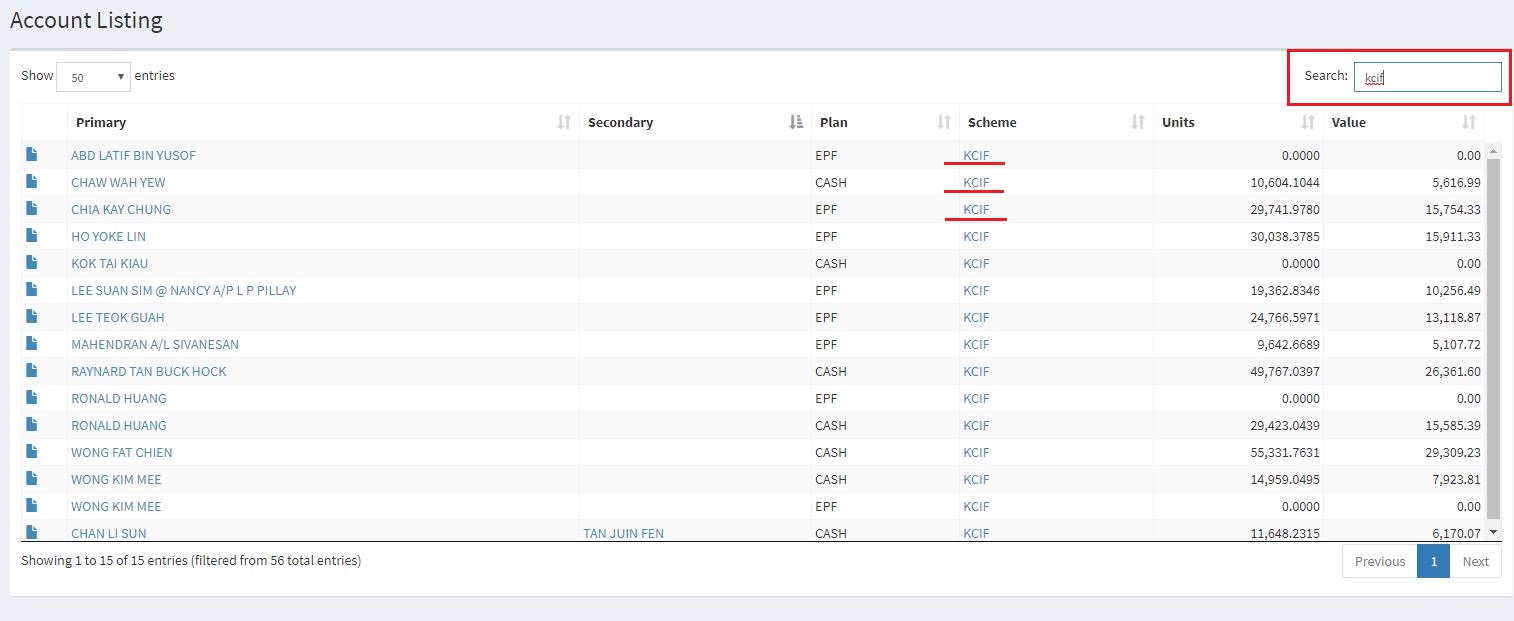 Account Listing
Show 50 entries Search: kcif
Primary Secondary Plan Scheme Units Value
ABD LATIF BIN YUSOF EPF KCIF 0.0000 0.00
CHAW WAH YEW CASH KCIF 10,604.1044 5,616.99
CHIA KAY CHUNG EPF KCIF 29,741.9780 15,754.33
HO YOKE LIN EPF KCIF 30,038.3785 15,911.33
KOK TAI KIAU CASH KCIF 0.0000 0.00
LEE SUAN SIM @ NANCY A/P L P PILLAY EPF KCIF 19,362.8346 10,256.49
LEE TEOK GUAH EPF KCIF 24,766.5971 13,118.87
MAHENDRAN A/L SIVANESAN EPF KCIF 9,642.6689 5,107.72
RAYNARD TAN BUCK HOCK CASH KCIF 49,767.0397 26,361.60
RONALD HUANG EPF KCIF 0.0000 0.00
RONALD HUANG CASH KCIF 29,423.0439 15,585.39
WONG FAT CHIEN CASH KCIF 55,331.7631 29,309.23
WONG KIM MEE CASH KCIF 14,959.0495 7,923.81
WONG KIM MEE EPF KCIF 0.0000 0.00
CHAN LI SUN TAN JUIN FEN CASH KCIF 11,648.2315 6,170.07
Showing 1 to 15 of 15 entries (filtered from 56 total entries) Previous 1 Next